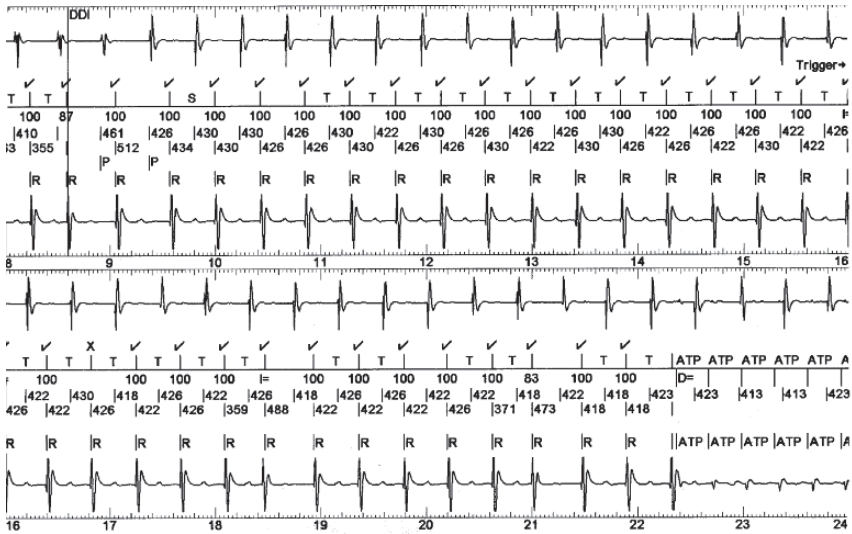 DDI
Trigger→
✓ ✓ ✓ ✓ ✓ ✓ ✓ ✓ ✓ ✓ ✓ ✓ ✓ ✓ ✓ ✓ ✓ ✓ ✓
T T S T T T T T T T T T T T T
100 87 100 100 100 100 100 100 100 100 100 100 100 100 100 100 100 100 I=
410 461 426 430 430 430 430 426 430 426 430 426 430 426 422 426 426 422 426
33 355 512 434 430 426 426 430 426 426 430 426 430 426 426 422 430 422
P P
R R R R R R R R R R R R R R R R R R
8 9 10 11 12 13 14 15 16
✓ X ✓ ✓ ✓ ✓ ✓ ✓ ✓ ✓ ✓ ✓ ✓ ✓
T T T T T T T T T T T T ATP ATP ATP ATP ATP A
= 100 100 100 100 I= 100 100 100 100 100 83 100 100 D=
422 430 418 422 422 426 418 422 422 418 422 418 422 418 422 423 413 413 423
426 422 426 422 426 359 488 422 422 422 426 371 473 418 418
R R R R R R R R R R R R R R R ATP ATP ATP ATP ATP A
16 17 18 19 20 21 22 23 24